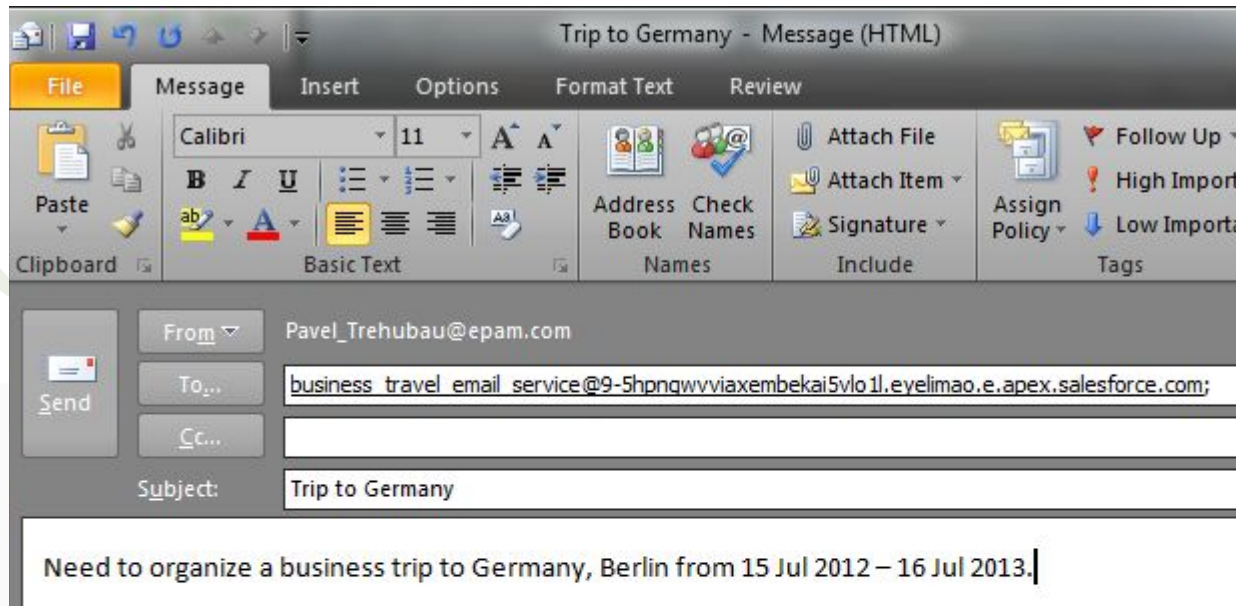 Trip to Germany - Message (HTML)
File Message Insert Options Format Text Review
Calibri 11 A A Attach File Follow Up
B I U Attach Item High Import
Paste ab A Aa Address Check Signature Assign Low Importa
Book Names Policy
Clipboard Basic Text Names Include Tags
From Pavel_Trehubau@epam.com
To... business_travel_email_service@9-5hpnqwvviaxembekai5vlo1l.eyelimao.e.apex.salesforce.com;
Send
Cc...
Subject: Trip to Germany
Need to organize a business trip to Germany, Berlin from 15 Jul 2012 – 16 Jul 2013.